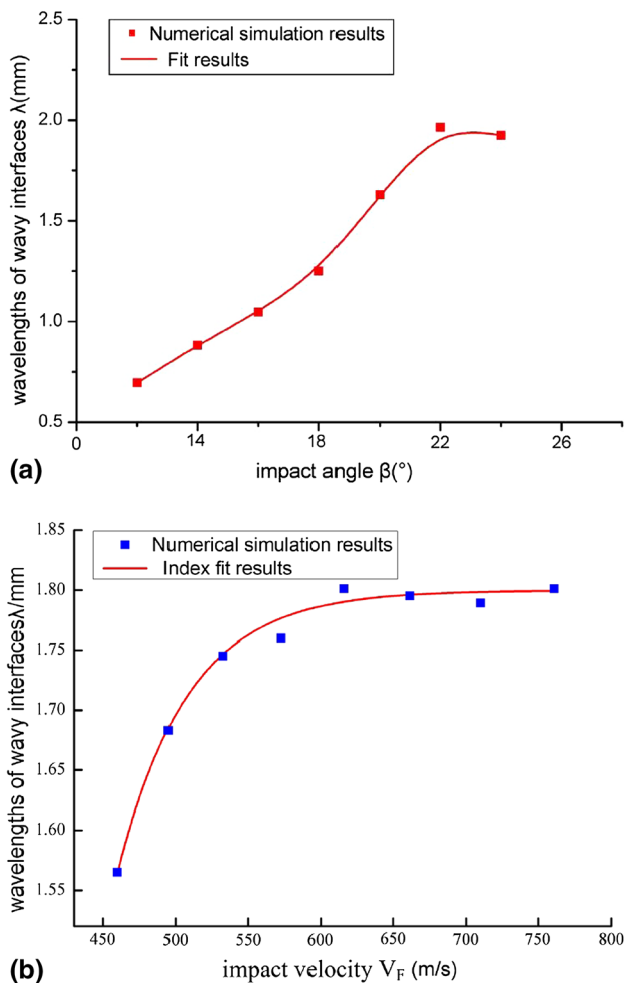 Numerical simulation results
Fit results
wavelengths of wavy interfaces λ(mm)
2.5
2.0
1.5
1.0
0.5
0
14
18
22
26
impact angle β(°)
(a)
Numerical simulation results
Index fit results
wavelengths of wavy interfacesλ/mm
1.85
1.80
1.75
1.70
1.65
1.60
1.55
450
500
550
600
650
700
750
800
impact velocity VF (m/s)
(b)